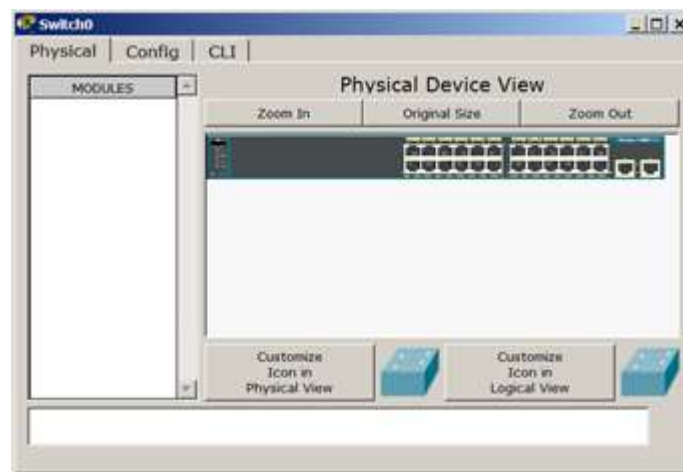 Switch0
Physical
Config
CLI
MODULES
Physical Device View
Zoom In
Original Size
Zoom Out
Customize
Icon in
Physical View
Customize
Icon in
Logical View